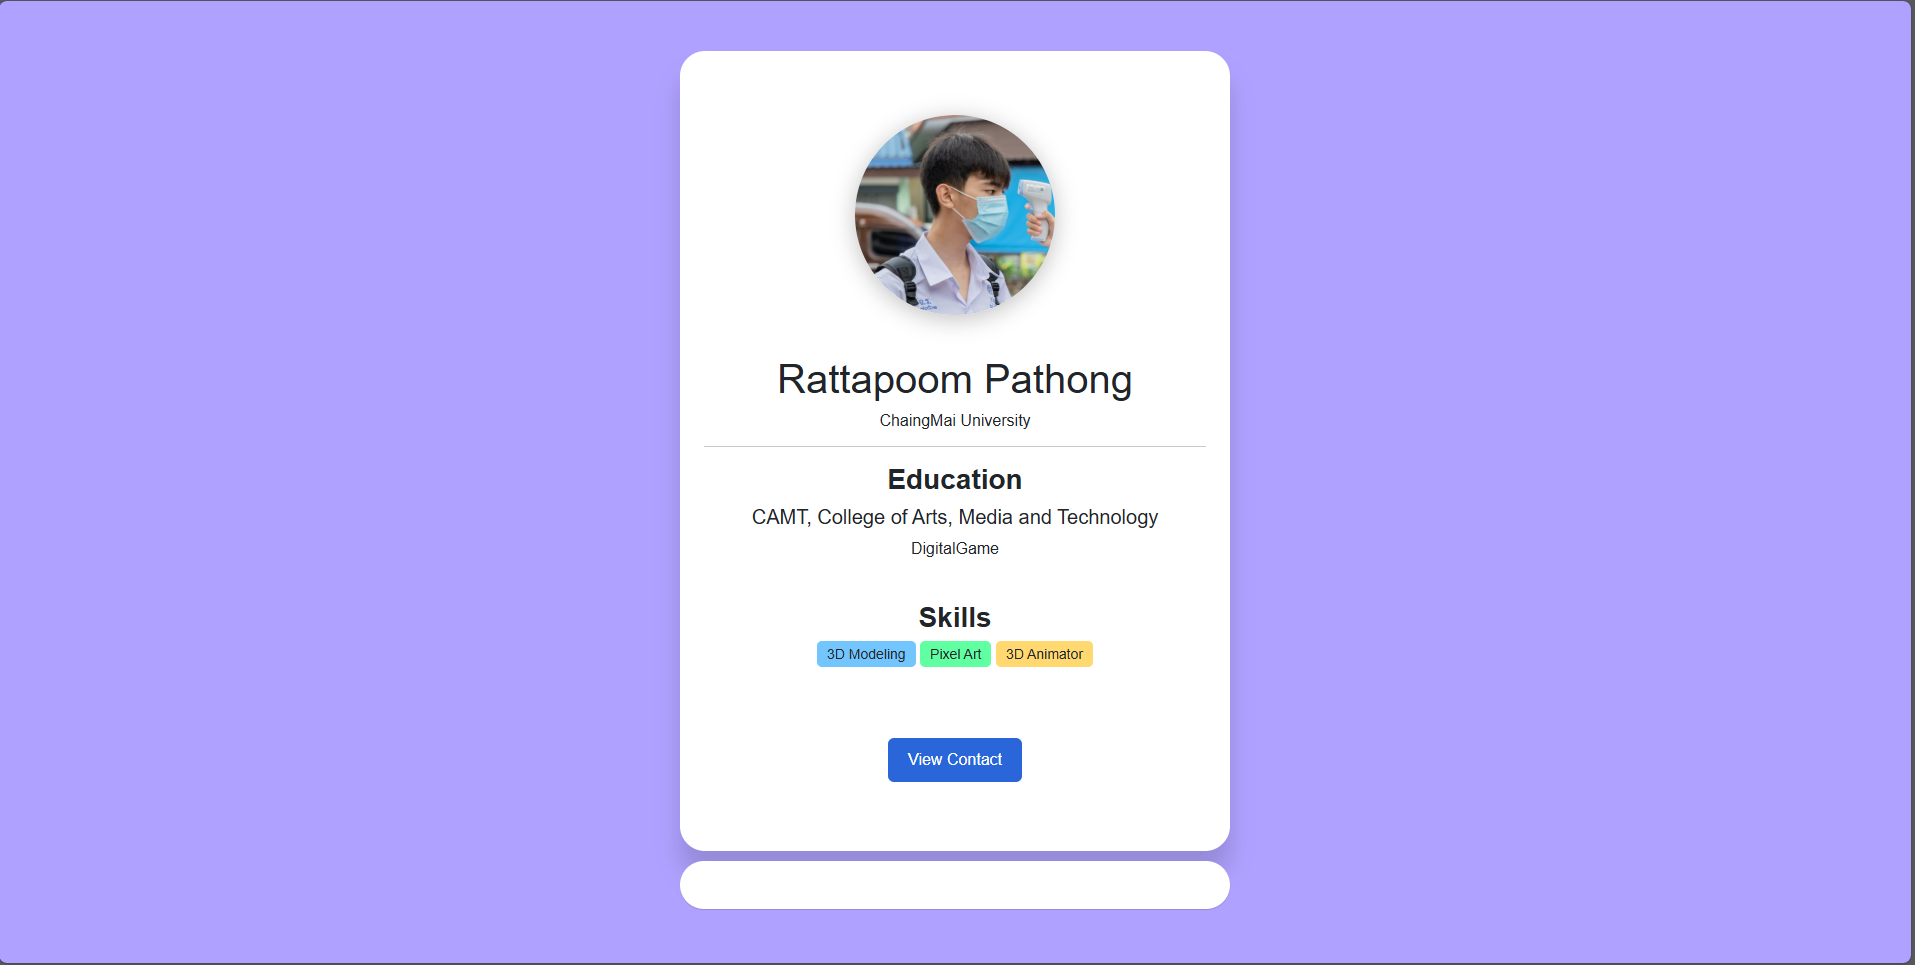 Rattapoom Pathong
ChaingMai University
Education
CAMT, College of Arts, Media and Technology
DigitalGame
Skills
3D Modeling Pixel Art 3D Animator
View Contact